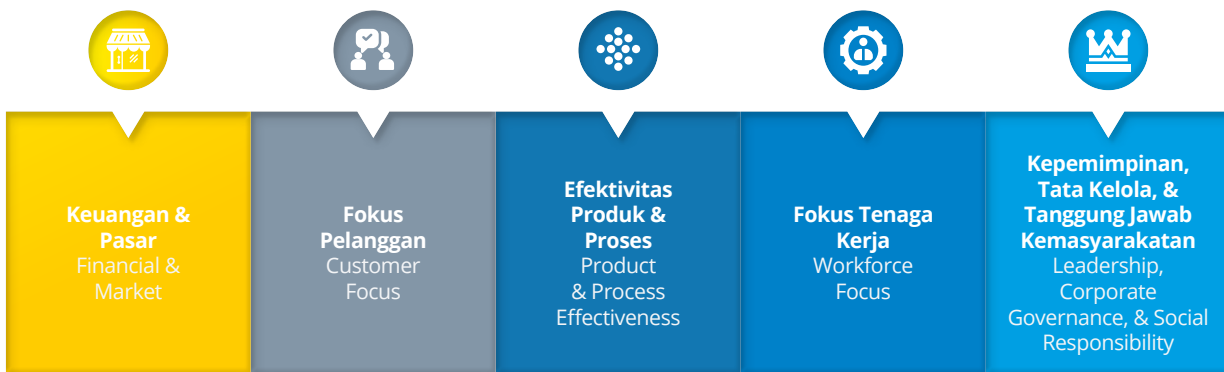 Keuangan &
Pasar
Financial &
Market
Fokus
Pelanggan
Customer
Focus
Efektivitas
Produk &
Proses
Product
& Process
Effectiveness
Fokus Tenaga
Kerja
Workforce
Focus
Kepemimpinan,
Tata Kelola, &
Tanggung Jawab
Kemasyarakatan
Leadership,
Corporate
Governance, & Social
Responsibility